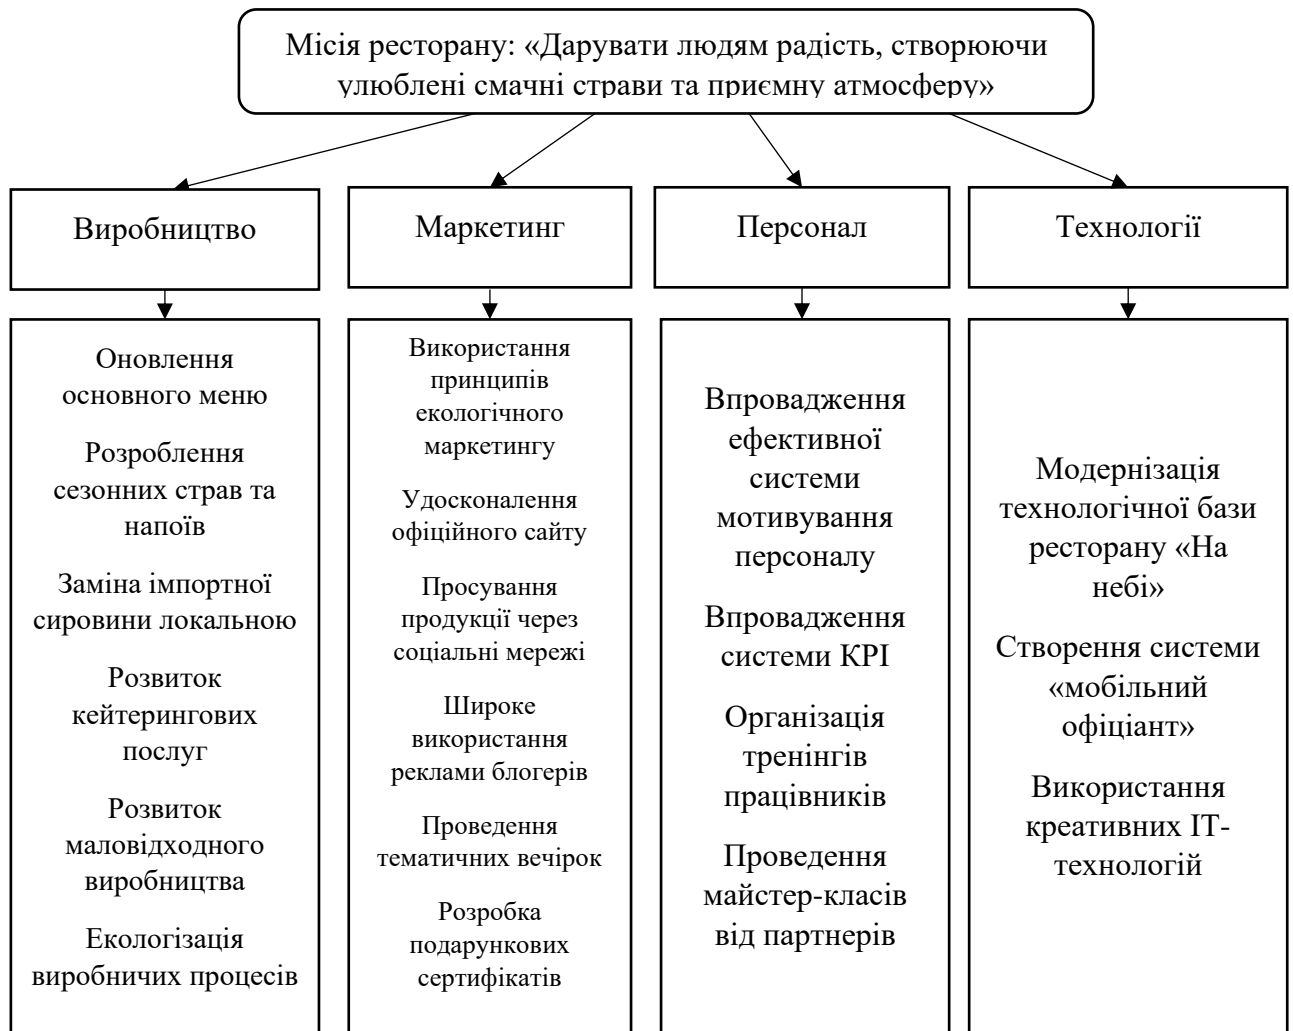 Місія ресторану: «Дарувати людям радість, створюючи
улюблені смачні страви та приємну атмосферу»
Виробництво
Маркетинг
Персонал
Технології
Оновлення
основного меню
Розроблення
сезонних страв та
напоїв
Заміна імпортної
сировини локальною
Розвиток
кейтерингових
послуг
Розвиток
маловідходного
виробництва
Екологізація
виробничих процесів
Використання
принципів
екологічного
маркетингу
Удосконалення
офіційного сайту
Просування
продукції через
соціальні мережі
Широке
використання
реклами блогерів
Проведення
тематичних вечірок
Розробка
подарункових
сертифікатів
Впровадження
ефективної
системи
мотивування
персоналу
Впровадження
системи КРІ
Організація
тренінгів
працівників
Проведення
майстер-класів
від партнерів
Модернізація
технологічної бази
ресторану «На
небі»
Створення системи
«мобільний
офіціант»
Використання
креативних ІТ-
технологій